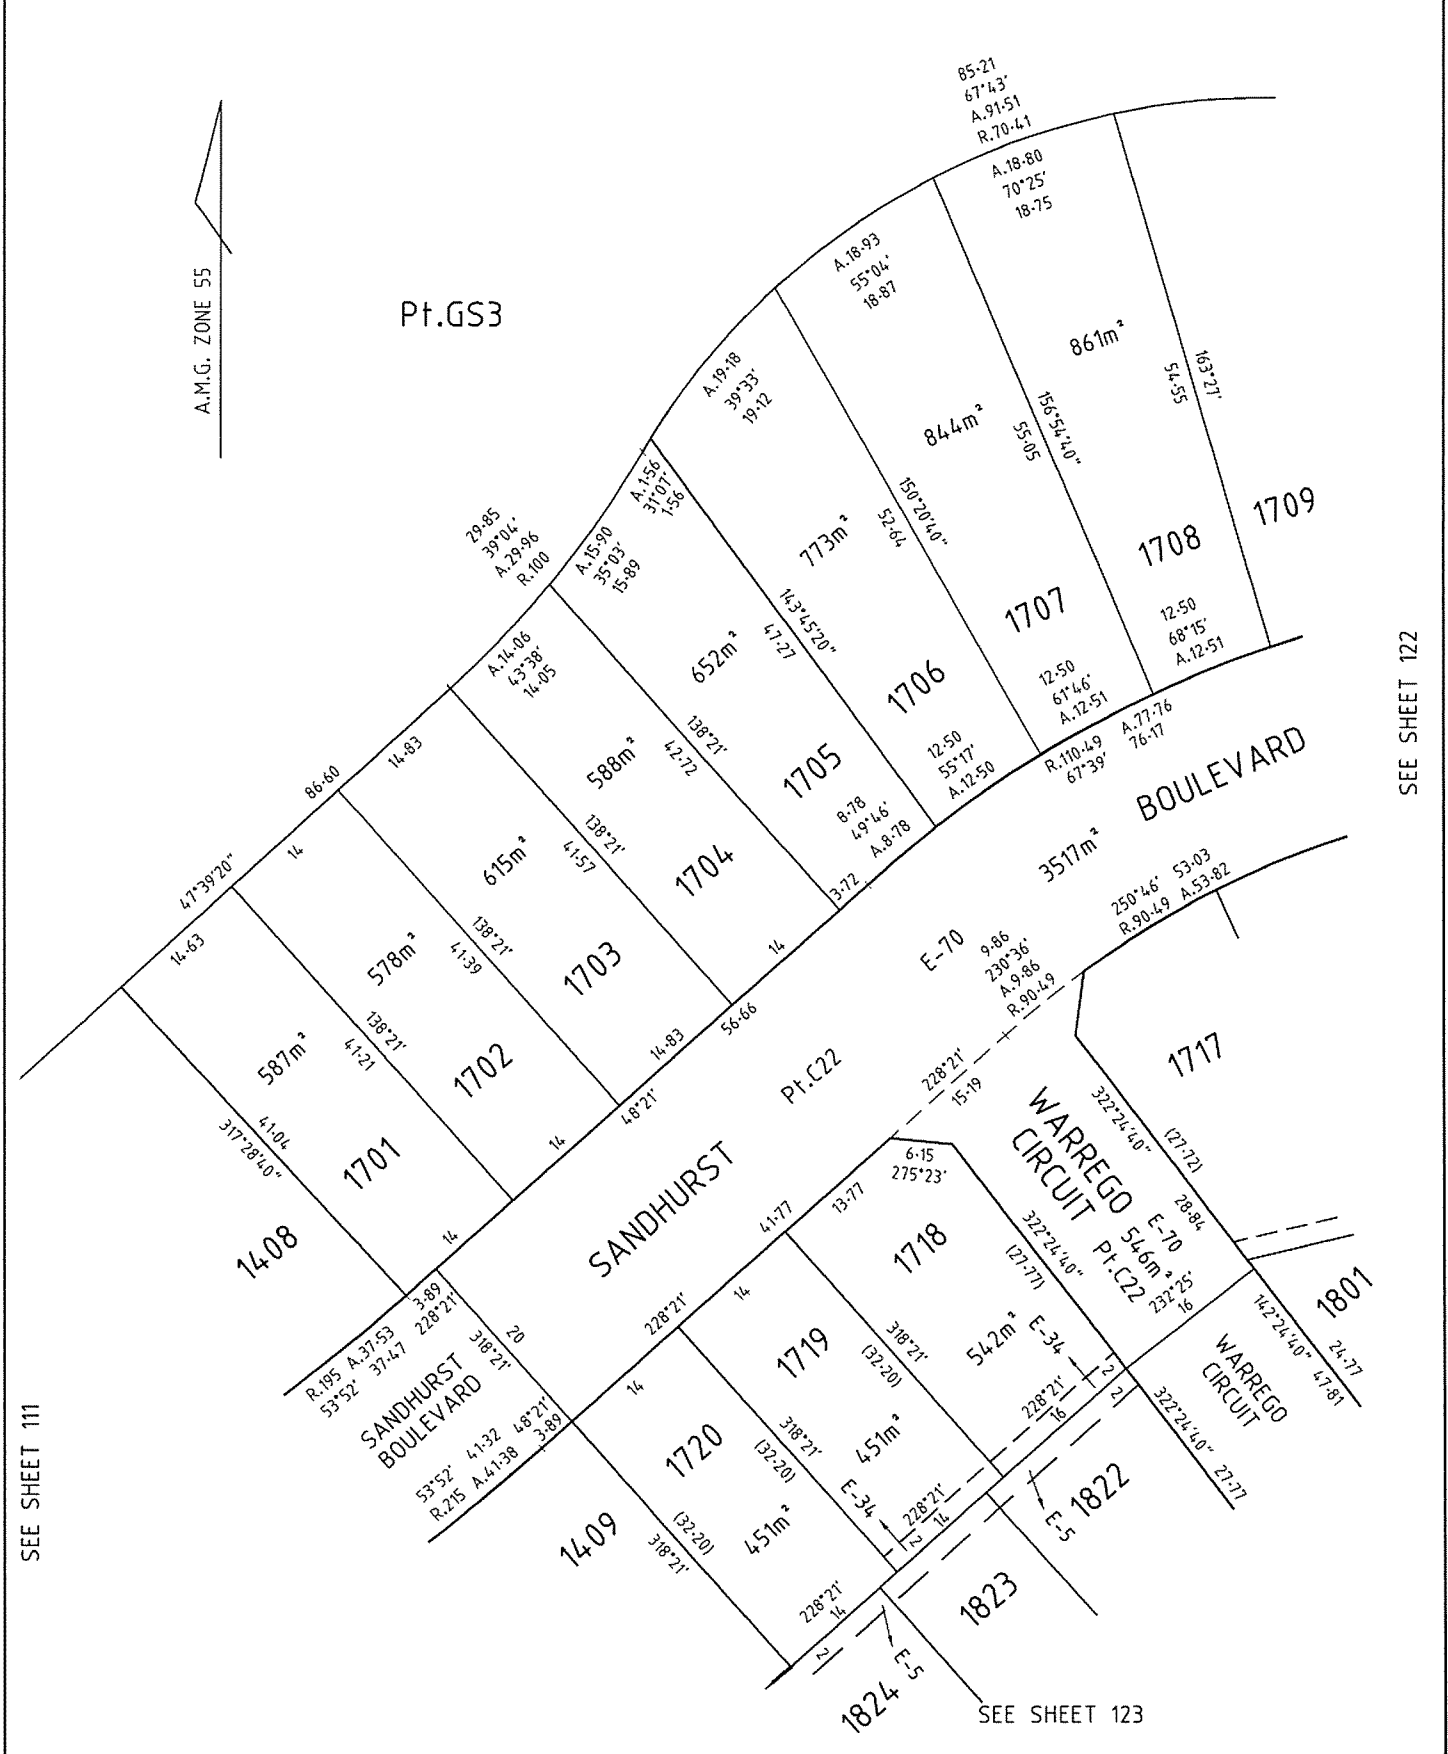 A.M.G. ZONE 55
Pt.GS3
85·21
67°43'
A.91·51
R.70·41
A.18·80
70°25'
18·75
A.18·93
55°04'
18·87
A.19·18
39°33'
19·12
A.1·56
31°07'
1·56
29·85
39°04'
A.29·96
R.100
A.15·90
35°03'
15·89
A.14·06
43°38'
14·05
14·83
86·60
14
47°39'20"
14·63
861m²
163°27'
54·55
844m²
156°54'40"
55·05
773m²
150°20'40"
52·64
652m²
143°45'20"
47·27
588m²
138°21'
42·72
615m²
138°21'
41·57
578m²
138°21'
41·39
587m²
138°21'
41·21
41·04
317°28'40"
1709
1708
1707
1706
1705
1704
1703
1702
1701
1408
12·50
68°15'
A.12·51
12·50
61°46'
A.12·51
12·50
55°17'
A.12·50
8·78
49°46'
A.8·78
3·72
14
14·83
14
14
56·66
48°21'
R.110·49 A.77·76
67°39' 76·17
SEE SHEET 122
BOULEVARD
3517m²
250°46' 53·03
R.90·49 A.53·82
E-70
9·86
230°36'
A.9·86
R.90·49
228°21'
15·19
Pt.C22
SANDHURST
1717
WARREGO
CIRCUIT
E-70
546m²
Pt.C22
322°24'40"
(27·72)
28·84
232°25'
16
6·15
275°23'
13·77
41·77
14
228°21'
14
322°24'40"
(27·77)
1718
542m²
318°21'
(32·20)
1719
451m²
318°21'
(32·20)
1720
451m²
(32·20)
318°21'
1409
E-34
2
2
228°21'
16
E-34
228°21'
14
2
228°21'
14
2
1801
142°24'40"
24·77
47·81
WARREGO
CIRCUIT
322°24'40" 27·77
1822
E-5
1823
E-5
1824
3·89
228°21'
R.195 A.37·53
53°52' 37·47
20
318°21'
SANDHURST
BOULEVARD
53°52' 41·32 48°21'
R.215 A.41·38 3·89
SEE SHEET 111
SEE SHEET 123